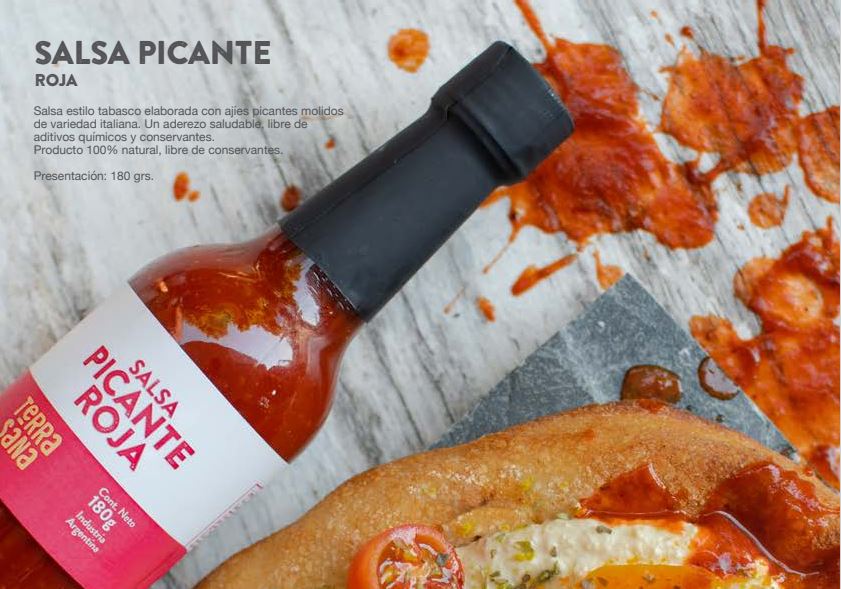 SALSA PICANTE
ROJA
Salsa estilo tabasco elaborada con ajíes picantes molidos
de variedad italiana. Un aderezo saludable, libre de
aditivos químicos y conservantes.
Producto 100% natural, libre de conservantes.
Presentación: 180 grs.
SALSA
PICANTE
ROJA
TERRA
SANA
Cont. Neto
180g
Industria
Argentina